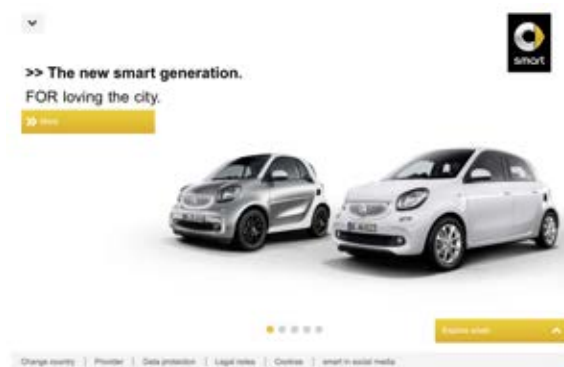 smart
>> The new smart generation.
FOR loving the city.
More
Explore smart
Change country | Provider | Data protection | Legal notes | Cookies | smart in social media